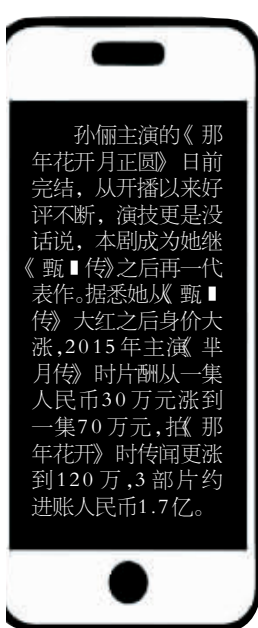 孙俪主演的《那
年花开月正圆》日前
完结，从开播以来好
评不断，演技更是没
话说，本剧成为她继
《甄▮传》之后再一代
表作。据悉她从《甄▮
传》大红之后身价大
涨,2015年主演《芈
月传》时片酬从一集
人民币30万元涨到
一集70万元,拍《那
年花开》时传闻更涨
到120万,3部片约
进账人民币1.7亿。